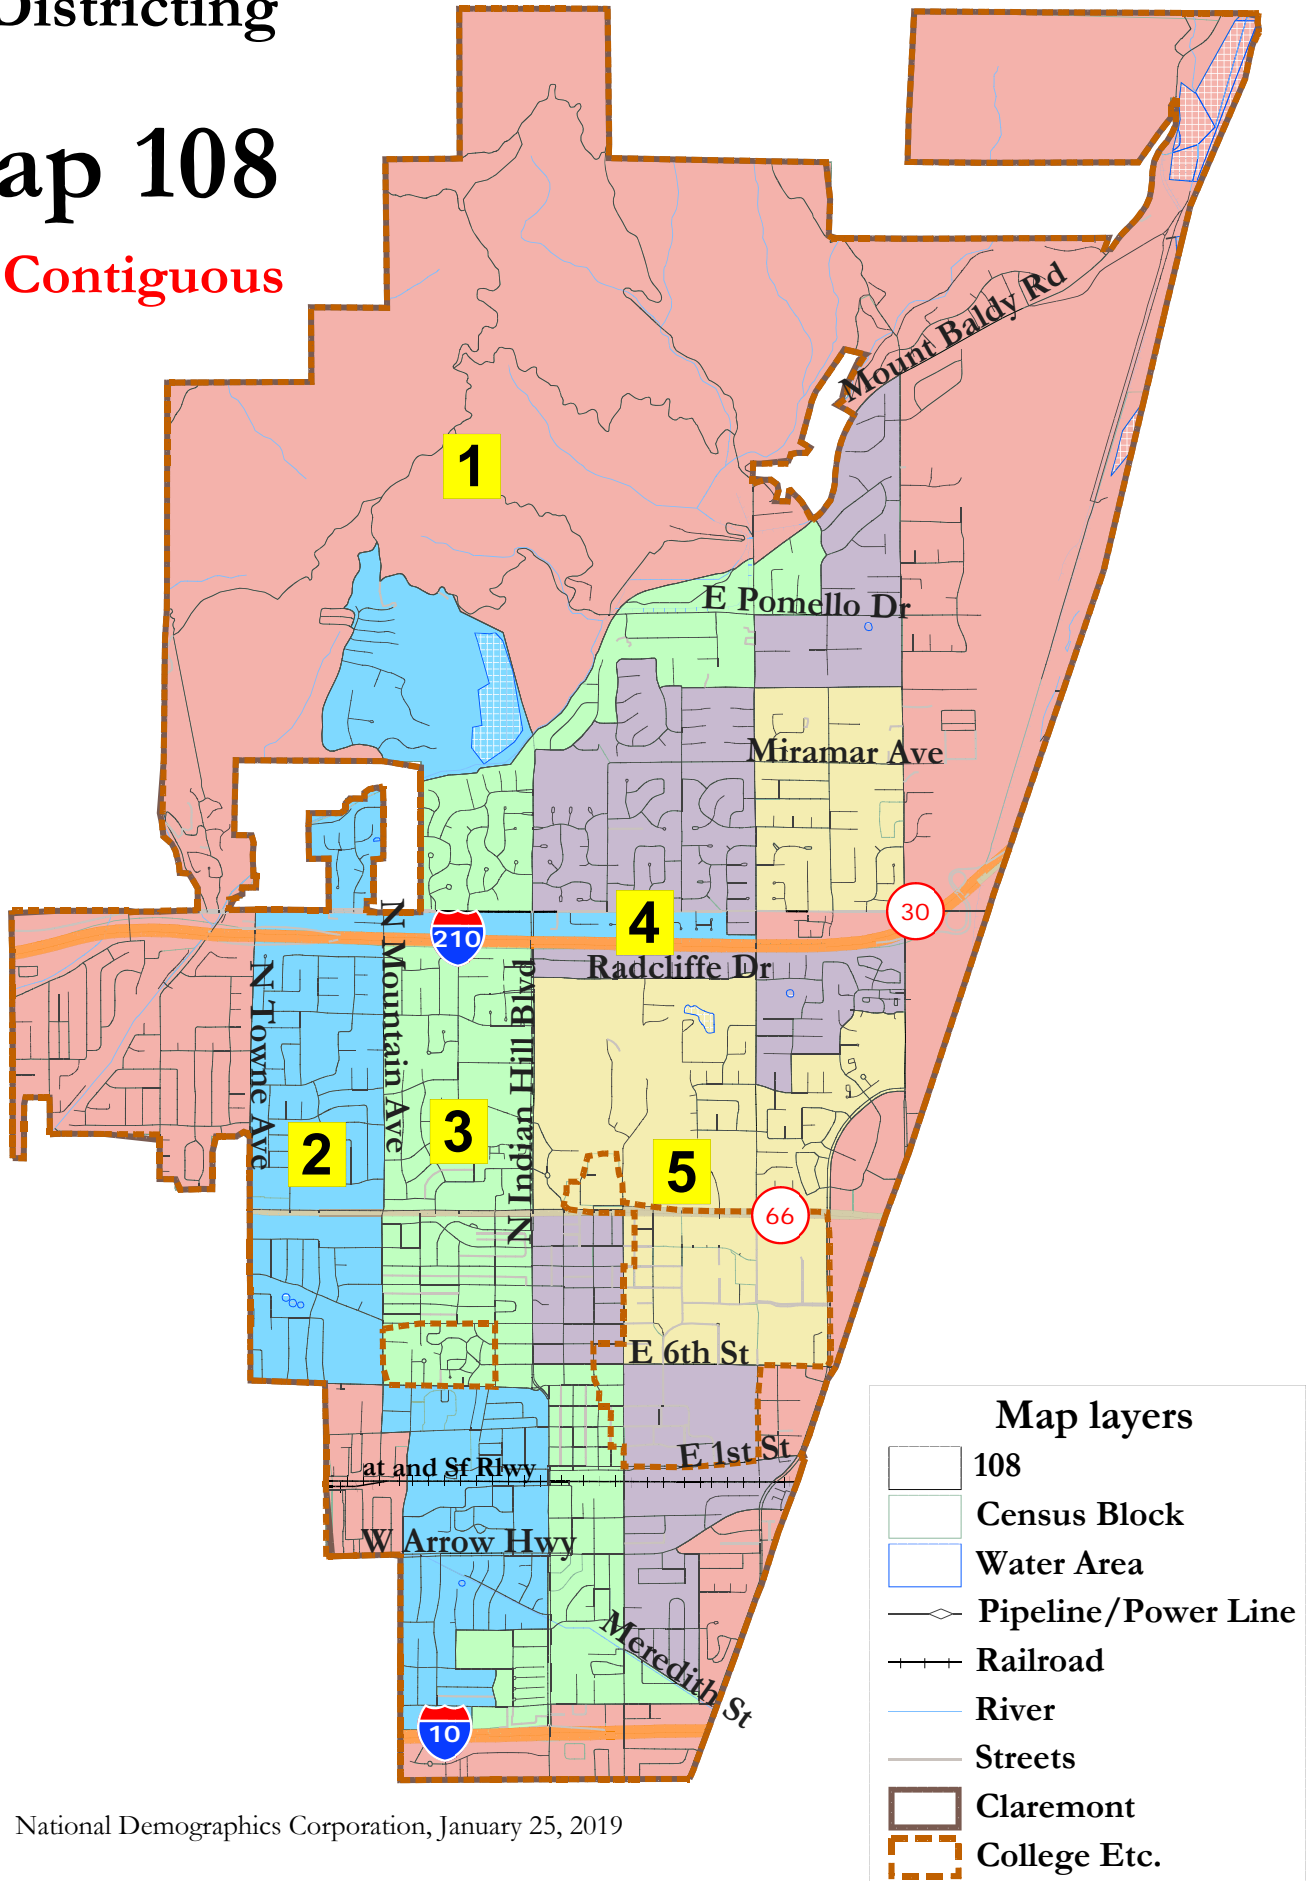 Districting
ap 108
Contiguous
Mount Baldy Rd
1
E Pomello Dr
Miramar Ave
N Mountain Ave
4
30
210
Radcliffe Dr
N Towne Ave
N Indian Hill Blvd
3
2
5
66
E 6th St
E 1st St
at and Sf Rlwy
W Arrow Hwy
Meredith St
10
Map layers
108
Census Block
Water Area
Pipeline/Power Line
Railroad
River
Streets
Claremont
College Etc.
National Demographics Corporation, January 25, 2019